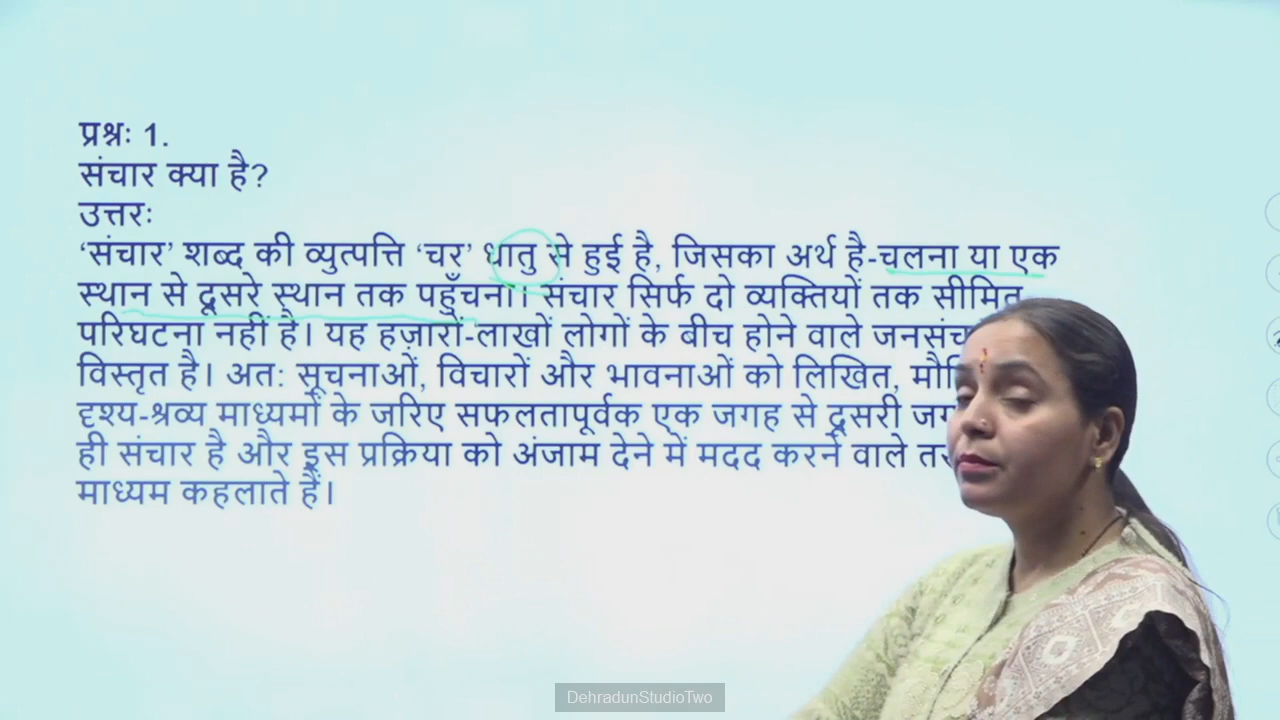 प्रश्नः 1.
संचार क्या है?
उत्तरः
‘संचार’ शब्द की व्युत्पत्ति ‘चर’ धातु से हुई है, जिसका अर्थ है-चलना या एक
स्थान से दूसरे स्थान तक पहुँचना। संचार सिर्फ दो व्यक्तियों तक सीमित
परिघटना नहीं है। यह हज़ारों-लाखों लोगों के बीच होने वाले
विस्तृत है। अतः सूचनाओं, विचारों और भावनाओं को लिखित,
दृश्य-श्रव्य माध्यमों के जरिए सफलतापूर्वक एक जगह से दूसरी
ही संचार है और इस प्रक्रिया को अंजाम देने में मदद करने वाले
माध्यम कहलाते हैं।
DehradunStudioTwo